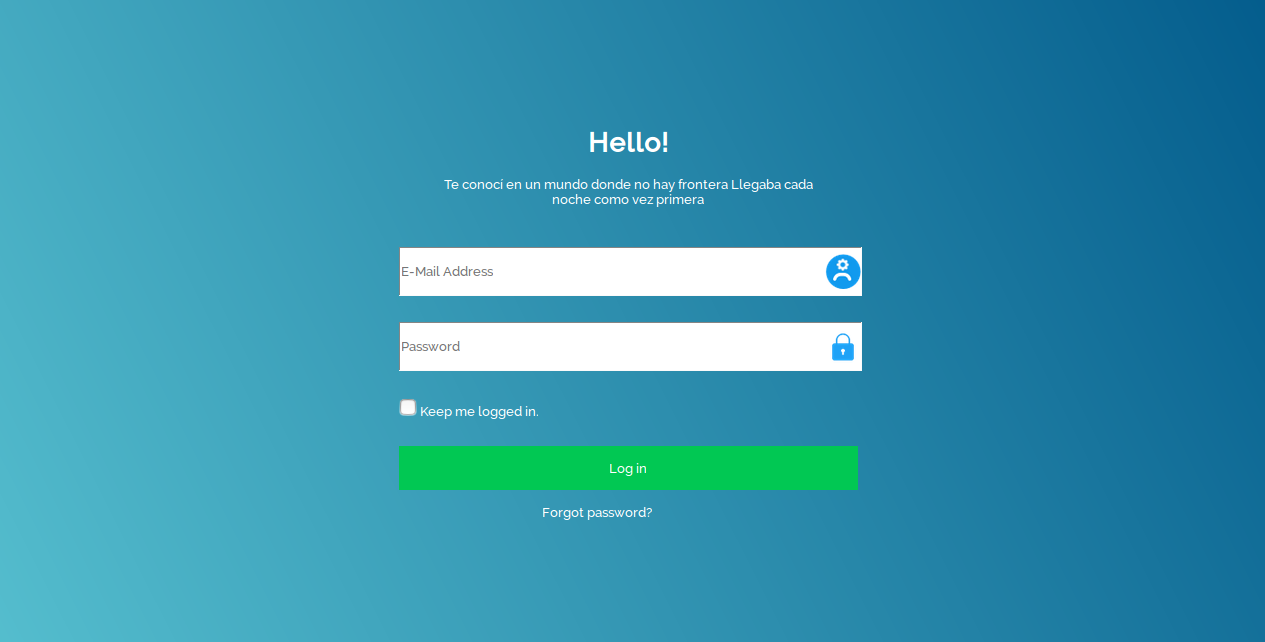 Hello!
Te conocí en un mundo donde no hay frontera Llegaba cada
noche como vez primera
E-Mail Address
Password
Keep me logged in.
Log in
Forgot password?